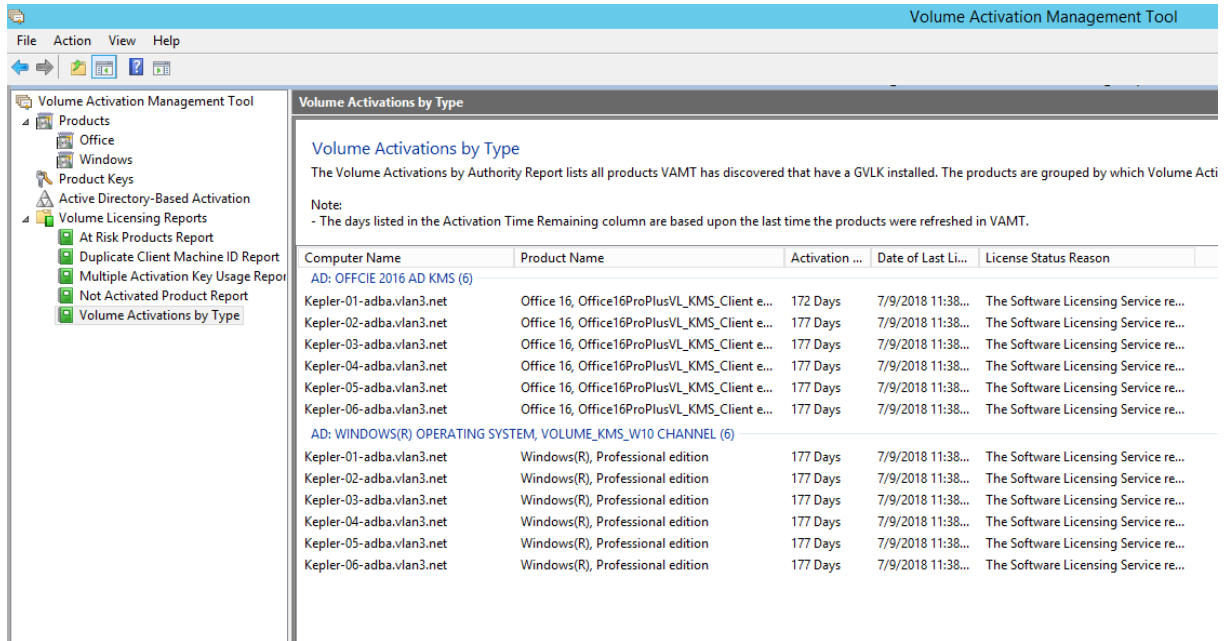 Volume Activation Management Tool
File Action View Help
Volume Activation Management Tool
Products
Office
Windows
Product Keys
Active Directory-Based Activation
Volume Licensing Reports
At Risk Products Report
Duplicate Client Machine ID Report
Multiple Activation Key Usage Repor
Not Activated Product Report
Volume Activations by Type
Volume Activations by Type
Volume Activations by Type
The Volume Activations by Authority Report lists all products VAMT has discovered that have a GVLK installed. The products are grouped by which Volume Acti
Note:
- The days listed in the Activation Time Remaining column are based upon the last time the products were refreshed in VAMT.
Computer Name Product Name Activation ... Date of Last Li... License Status Reason
AD: OFFCIE 2016 AD KMS (6)
Kepler-01-adba.vlan3.net Office 16, Office16ProPlusVL_KMS_Client e... 172 Days 7/9/2018 11:38... The Software Licensing Service re...
Kepler-02-adba.vlan3.net Office 16, Office16ProPlusVL_KMS_Client e... 177 Days 7/9/2018 11:38... The Software Licensing Service re...
Kepler-03-adba.vlan3.net Office 16, Office16ProPlusVL_KMS_Client e... 177 Days 7/9/2018 11:38... The Software Licensing Service re...
Kepler-04-adba.vlan3.net Office 16, Office16ProPlusVL_KMS_Client e... 177 Days 7/9/2018 11:38... The Software Licensing Service re...
Kepler-05-adba.vlan3.net Office 16, Office16ProPlusVL_KMS_Client e... 177 Days 7/9/2018 11:38... The Software Licensing Service re...
Kepler-06-adba.vlan3.net Office 16, Office16ProPlusVL_KMS_Client e... 177 Days 7/9/2018 11:38... The Software Licensing Service re...
AD: WINDOWS(R) OPERATING SYSTEM, VOLUME_KMS_W10 CHANNEL (6)
Kepler-01-adba.vlan3.net Windows(R), Professional edition 177 Days 7/9/2018 11:38... The Software Licensing Service re...
Kepler-02-adba.vlan3.net Windows(R), Professional edition 177 Days 7/9/2018 11:38... The Software Licensing Service re...
Kepler-03-adba.vlan3.net Windows(R), Professional edition 177 Days 7/9/2018 11:38... The Software Licensing Service re...
Kepler-04-adba.vlan3.net Windows(R), Professional edition 177 Days 7/9/2018 11:38... The Software Licensing Service re...
Kepler-05-adba.vlan3.net Windows(R), Professional edition 177 Days 7/9/2018 11:38... The Software Licensing Service re...
Kepler-06-adba.vlan3.net Windows(R), Professional edition 177 Days 7/9/2018 11:38... The Software Licensing Service re...